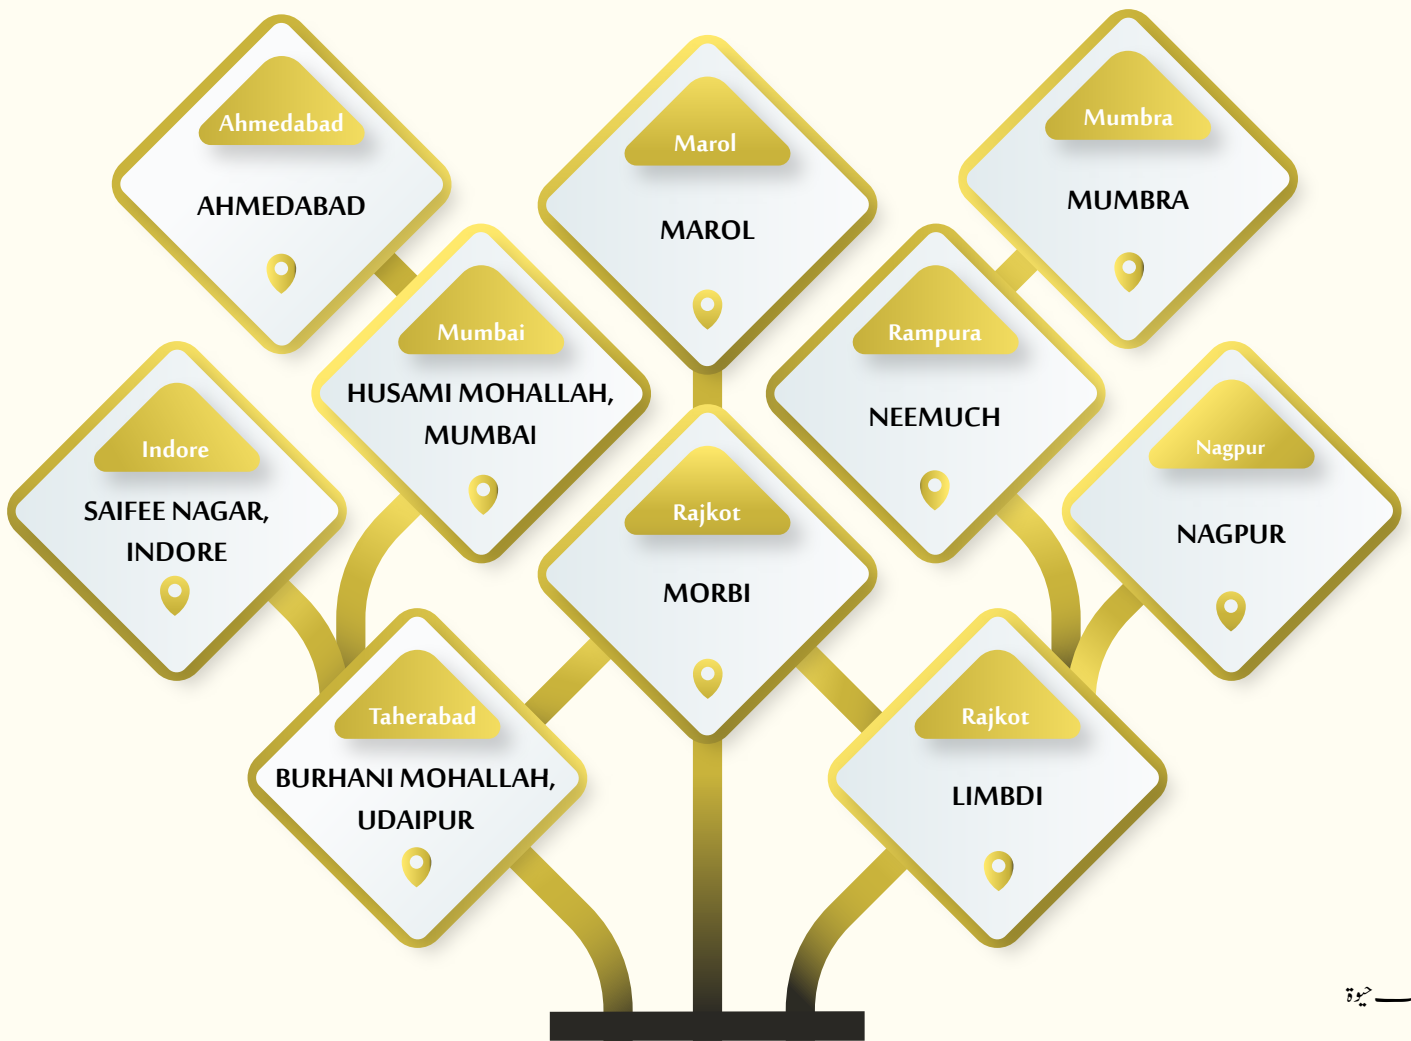 Ahmedabad
AHMEDABAD
Marol
MAROL
Mumbra
MUMBRA
Mumbai
HUSAMI MOHALLAH,
MUMBAI
Rampura
NEEMUCH
Indore
SAIFEE NAGAR,
INDORE
Rajkot
MORBI
Nagpur
NAGPUR
Taherabad
BURHANI MOHALLAH,
UDAIPUR
Rajkot
LIMBDI
حيوة